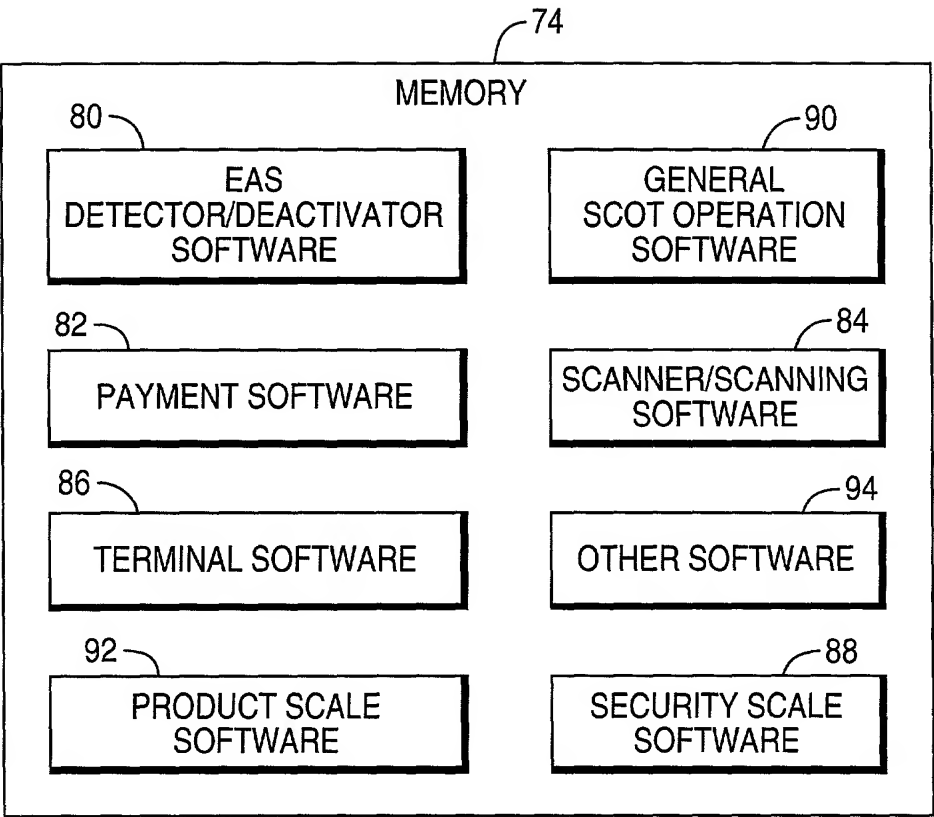 74
MEMORY
80
EAS
DETECTOR/DEACTIVATOR
SOFTWARE
90
GENERAL
SCOT OPERATION
SOFTWARE
82
PAYMENT SOFTWARE
84
SCANNER/SCANNING
SOFTWARE
86
TERMINAL SOFTWARE
94
OTHER SOFTWARE
92
PRODUCT SCALE
SOFTWARE
88
SECURITY SCALE
SOFTWARE